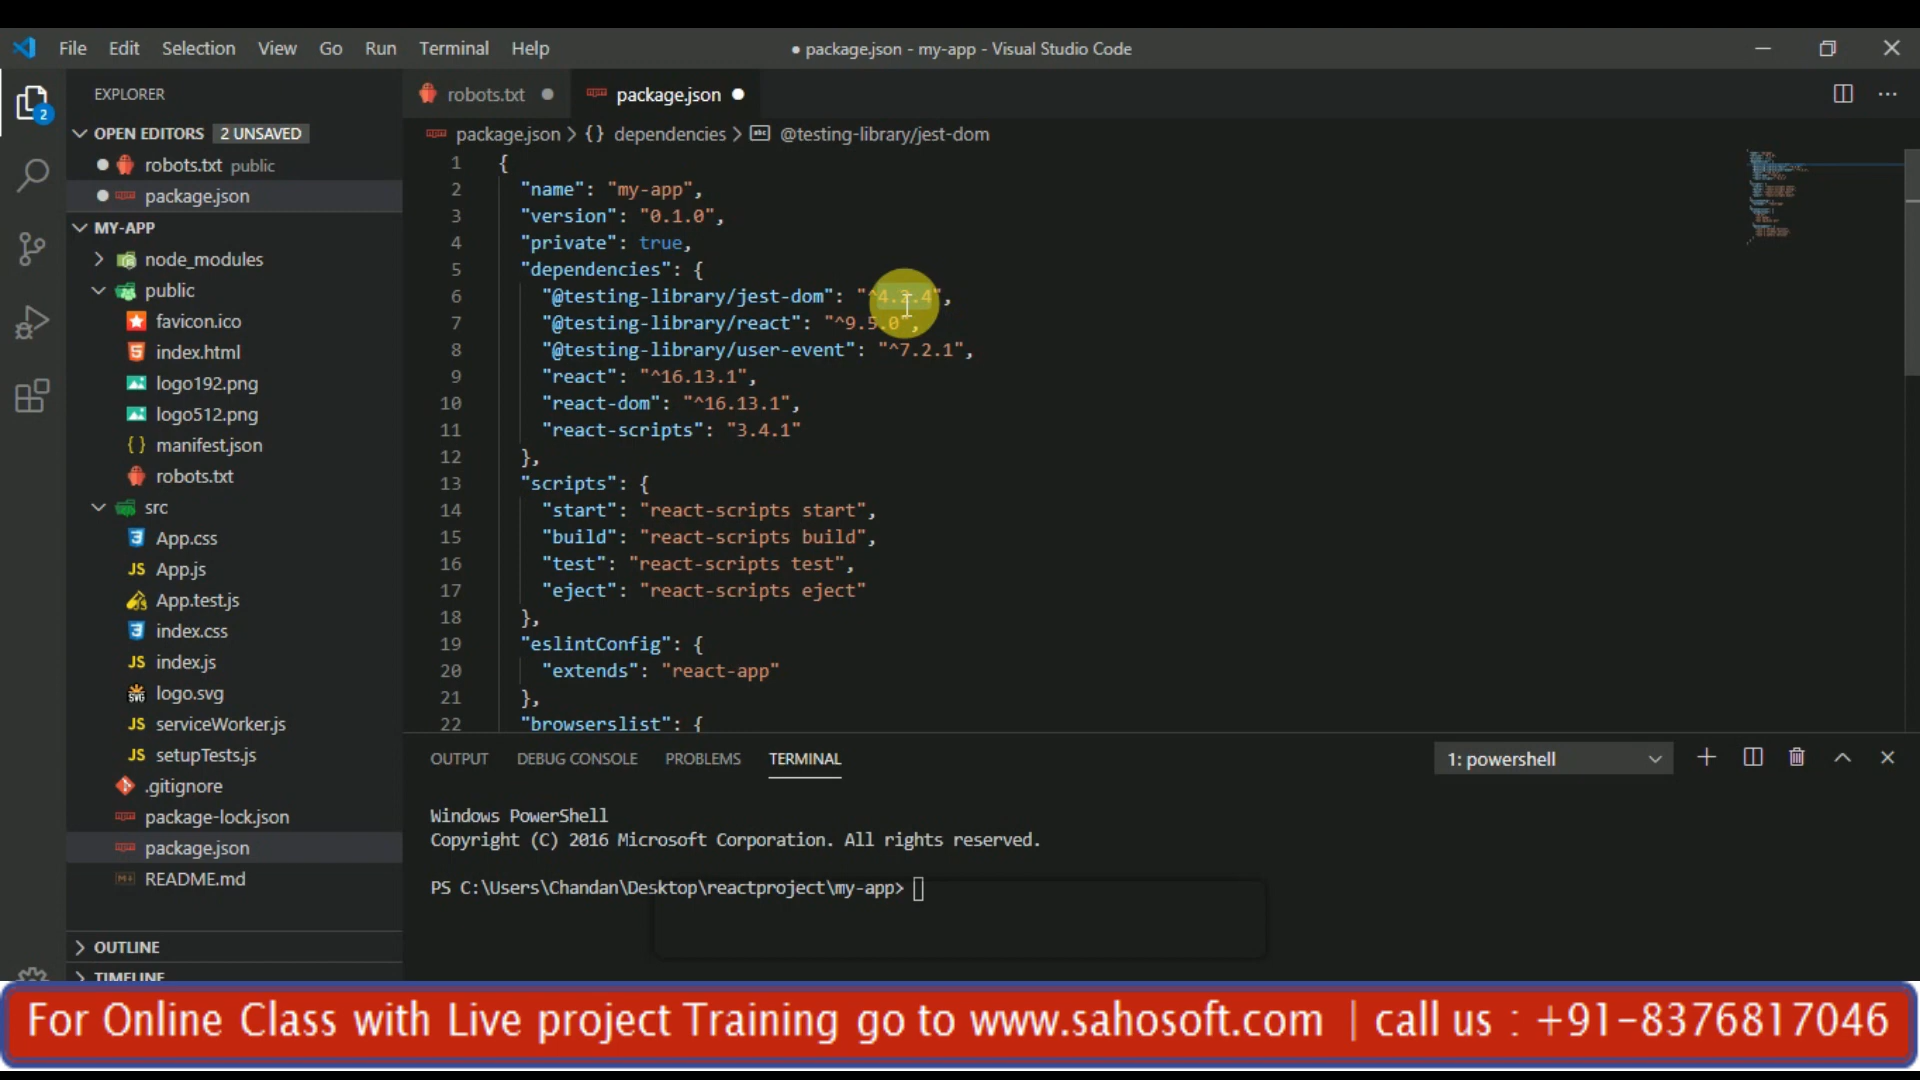 File Edit Selection View Go Run Terminal Help
● package.json - my-app - Visual Studio Code
2
EXPLORER
OPEN EDITORS 2 UNSAVED
robots.txt public
package.json
MY-APP
node_modules
public
favicon.ico
index.html
logo192.png
logo512.png
manifest.json
robots.txt
src
App.css
App.js
App.test.js
index.css
index.js
logo.svg
serviceWorker.js
setupTests.js
.gitignore
package-lock.json
package.json
README.md
OUTLINE
TIMELINE
robots.txt ● package.json ●
package.json > {} dependencies > abc @testing-library/jest-dom
1 {
2 "name": "my-app",
3 "version": "0.1.0",
4 "private": true,
5 "dependencies": {
6 "@testing-library/jest-dom": "^4.2.4",
7 "@testing-library/react": "^9.5.0",
8 "@testing-library/user-event": "^7.2.1",
9 "react": "^16.13.1",
10 "react-dom": "^16.13.1",
11 "react-scripts": "3.4.1"
12 },
13 "scripts": {
14 "start": "react-scripts start",
15 "build": "react-scripts build",
16 "test": "react-scripts test",
17 "eject": "react-scripts eject"
18 },
19 "eslintConfig": {
20 "extends": "react-app"
21 },
22 "browserslist": {
OUTPUT DEBUG CONSOLE PROBLEMS TERMINAL 1: powershell
Windows PowerShell
Copyright (C) 2016 Microsoft Corporation. All rights reserved.
PS C:\Users\Chandan\Desktop\reactproject\my-app>
For Online Class with Live project Training go to www.sahosoft.com | call us : +91-8376817046